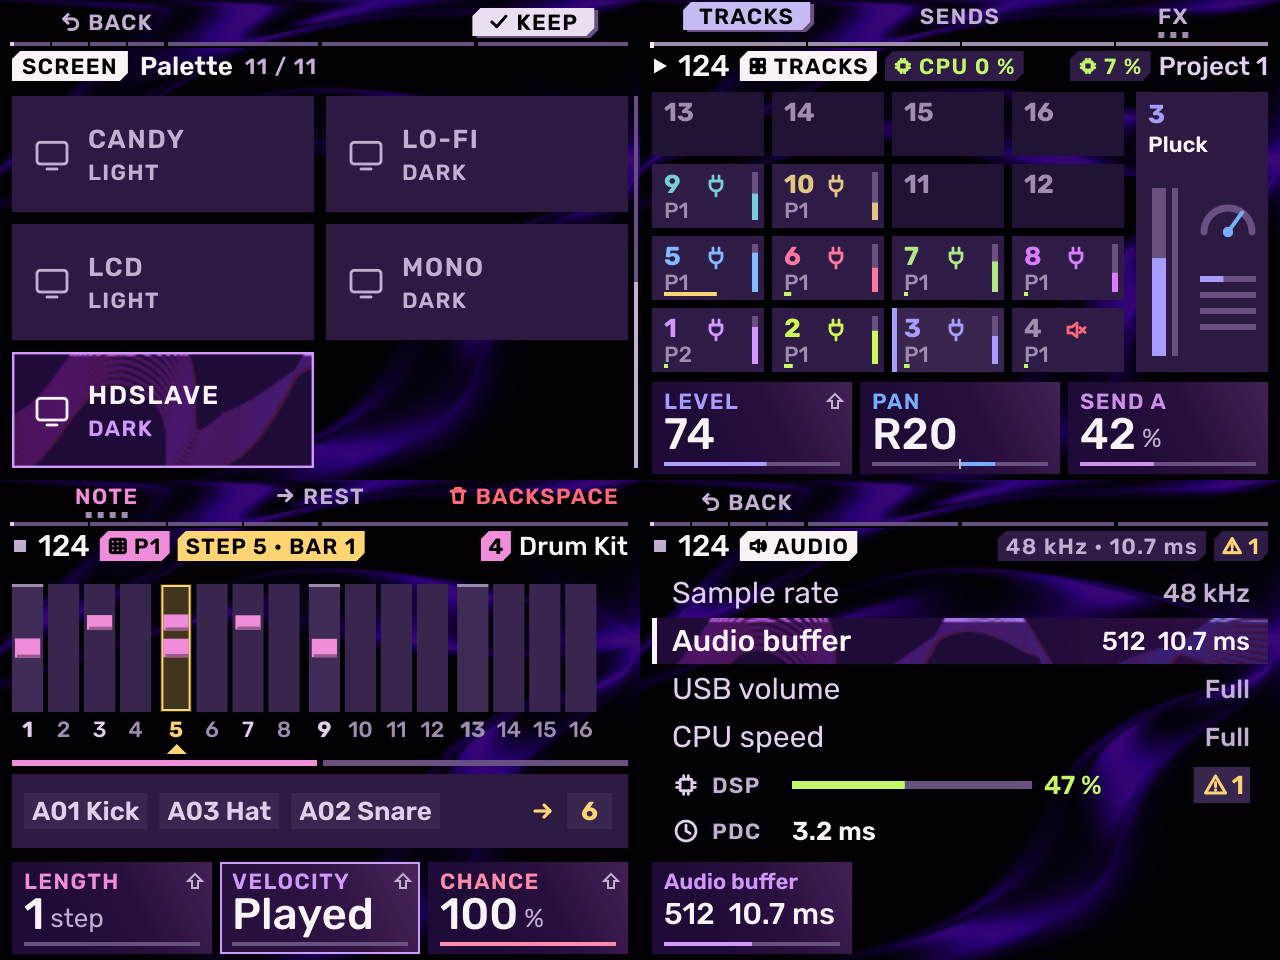 BACK
KEEP
SCREEN Palette 11 / 11
CANDY
LIGHT
LO-FI
DARK
LCD
LIGHT
MONO
DARK
HDSLAVE
DARK
TRACKS SENDS FX
124 TRACKS CPU 0 % 7 % Project 1
13 14 15 16
9 10 11 12
P1 P1
5 6 7 8
P1 P1 P1 P1
1 2 3 4
P2 P1 P1 P1
3
Pluck
LEVEL
74
PAN
R20
SEND A
42 %
NOTE REST BACKSPACE
124 P1 STEP 5 • BAR 1 4 Drum Kit
1 2 3 4 5 6 7 8 9 10 11 12 13 14 15 16
A01 Kick A03 Hat A02 Snare → 6
LENGTH
1 step
VELOCITY
Played
CHANCE
100 %
BACK
124 AUDIO 48 kHz • 10.7 ms 1
Sample rate 48 kHz
Audio buffer 512 10.7 ms
USB volume Full
CPU speed Full
DSP 47 % 1
PDC 3.2 ms
Audio buffer
512 10.7 ms